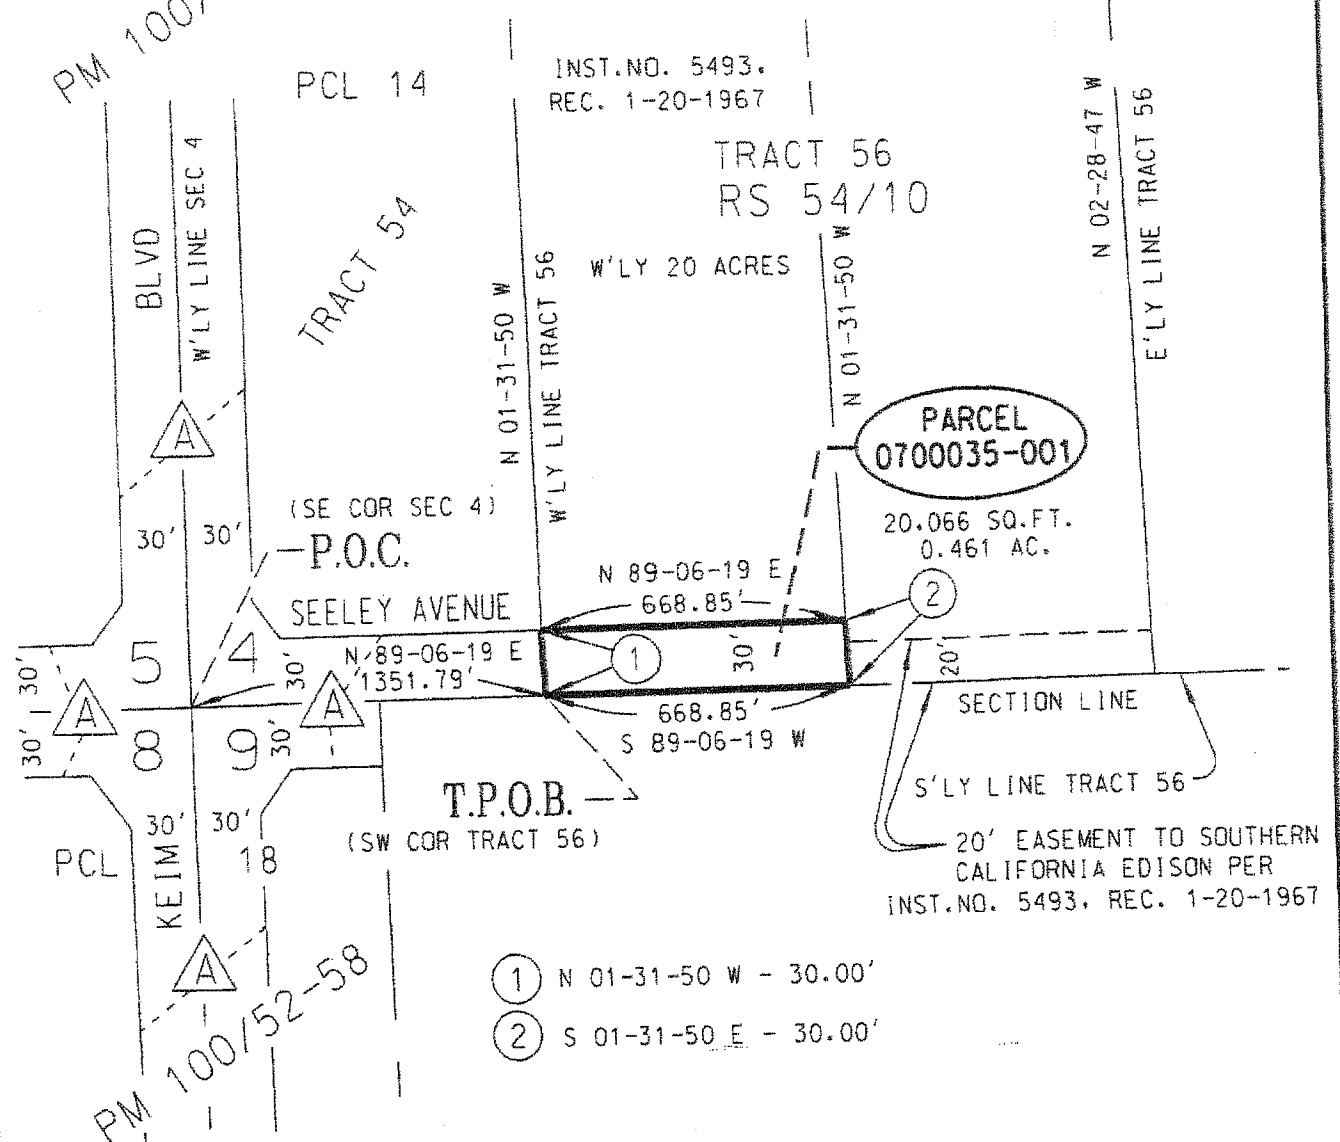 PM 100/
PCL 14
INST.NO. 5493.
REC. 1-20-1967
TRACT 56
RS 54/10
W'LY 20 ACRES
BLVD
W'LY LINE SEC 4
TRACT 54
N 01-31-50 W
W'LY LINE TRACT 56
N 01-31-50 W
N 02-28-47 W
E'LY LINE TRACT 56
A
PARCEL
0700035-001
20.066 SQ.FT.
0.461 AC.
30' 30'
(SE COR SEC 4)
P.O.C.
SEELEY AVENUE
N 89-06-19 E
668.85'
2
5 4
30'
30'
N 89-06-19 E
1351.79'
1
30'
20'
A
A
668.85'
S 89-06-19 W
SECTION LINE
30'
8 9
30'
T.P.O.B.
(SW COR TRACT 56)
S'LY LINE TRACT 56
20' EASEMENT TO SOUTHERN
CALIFORNIA EDISON PER
INST.NO. 5493. REC. 1-20-1967
30' 30'
PCL 18
KEIM
A
PM 100/52-58
1 N 01-31-50 W - 30.00'
2 S 01-31-50 E - 30.00'